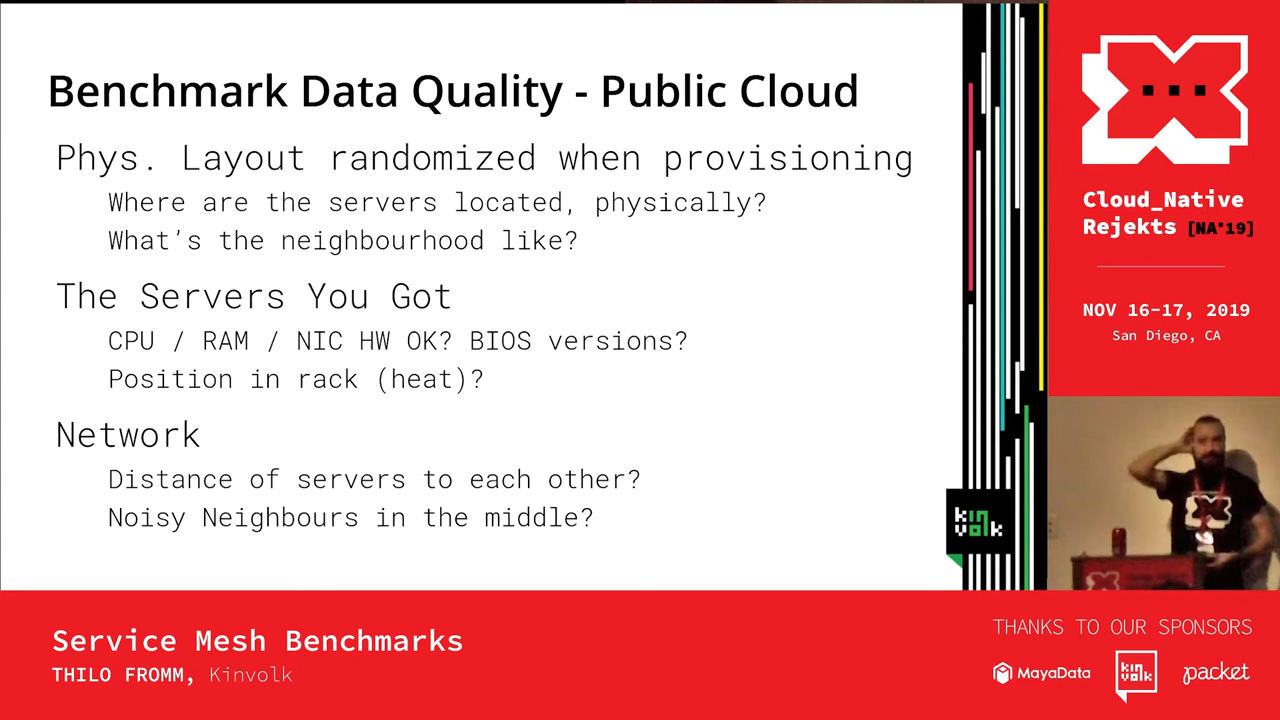 Benchmark Data Quality - Public Cloud
Phys. Layout randomized when provisioning
Where are the servers located, physically?
What's the neighbourhood like?
The Servers You Got
CPU / RAM / NIC HW OK? BIOS versions?
Position in rack (heat)?
Network
Distance of servers to each other?
Noisy Neighbours in the middle?
kin
volk
Cloud_Native
Rejekts [NA'19]
NOV 16-17, 2019
San Diego, CA
Service Mesh Benchmarks
THILO FROMM, Kinvolk
THANKS TO OUR SPONSORS
MayaData
kin
volk
packet